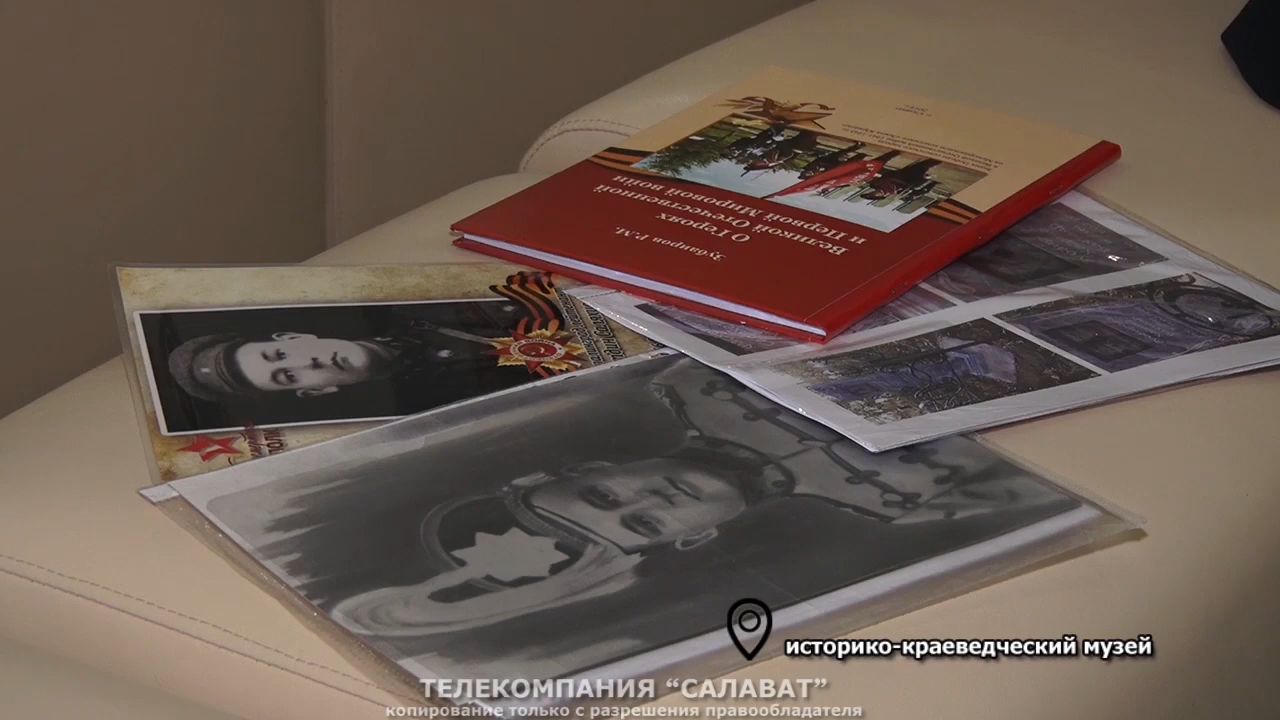 Зубаиров Р.М.
О Героях
Великой Отечественной
и Первой Мировой войн
историко-краеведческий музей
ТЕЛЕКОМПАНИЯ “САЛАВАТ”
копирование только с разрешения правообладателя